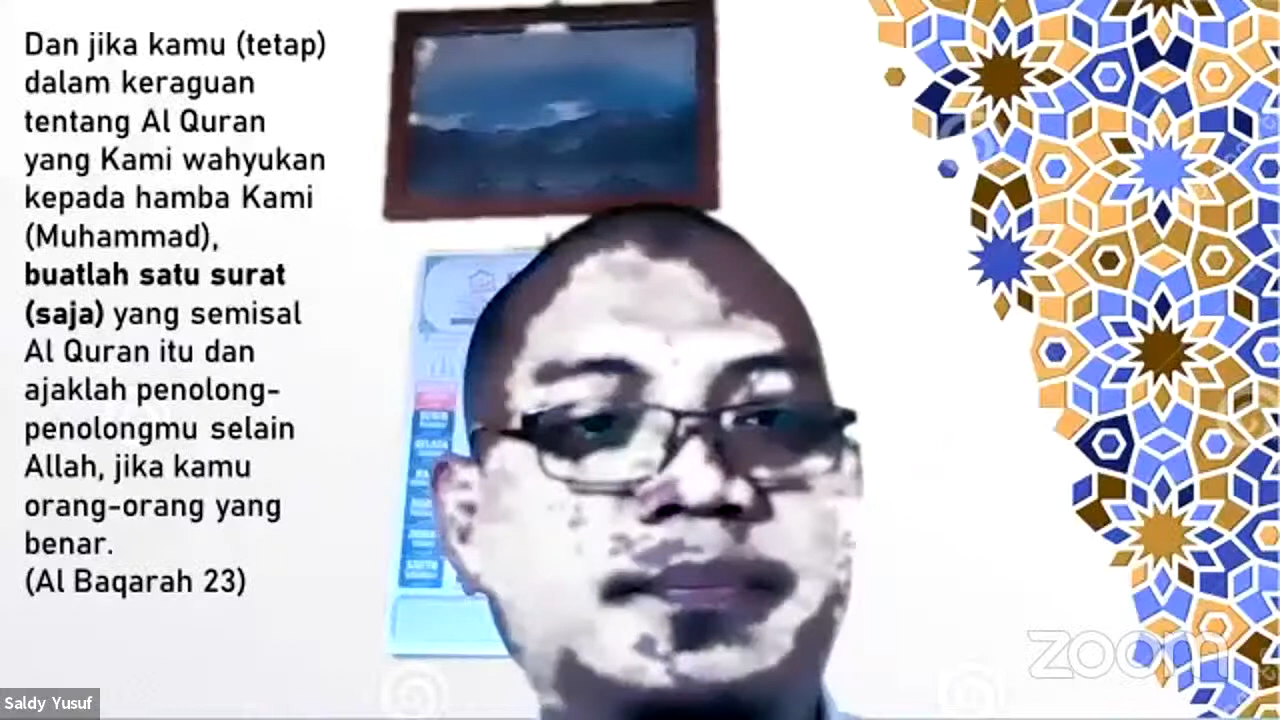 Dan jika kamu (tetap)
dalam keraguan
tentang Al Quran
yang Kami wahyukan
kepada hamba Kami
(Muhammad),
buatlah satu surat
(saja) yang semisal
Al Quran itu dan
ajaklah penolong-
penolongmu selain
Allah, jika kamu
orang-orang yang
benar.
(Al Baqarah 23)
zoom
Saldy Yusuf